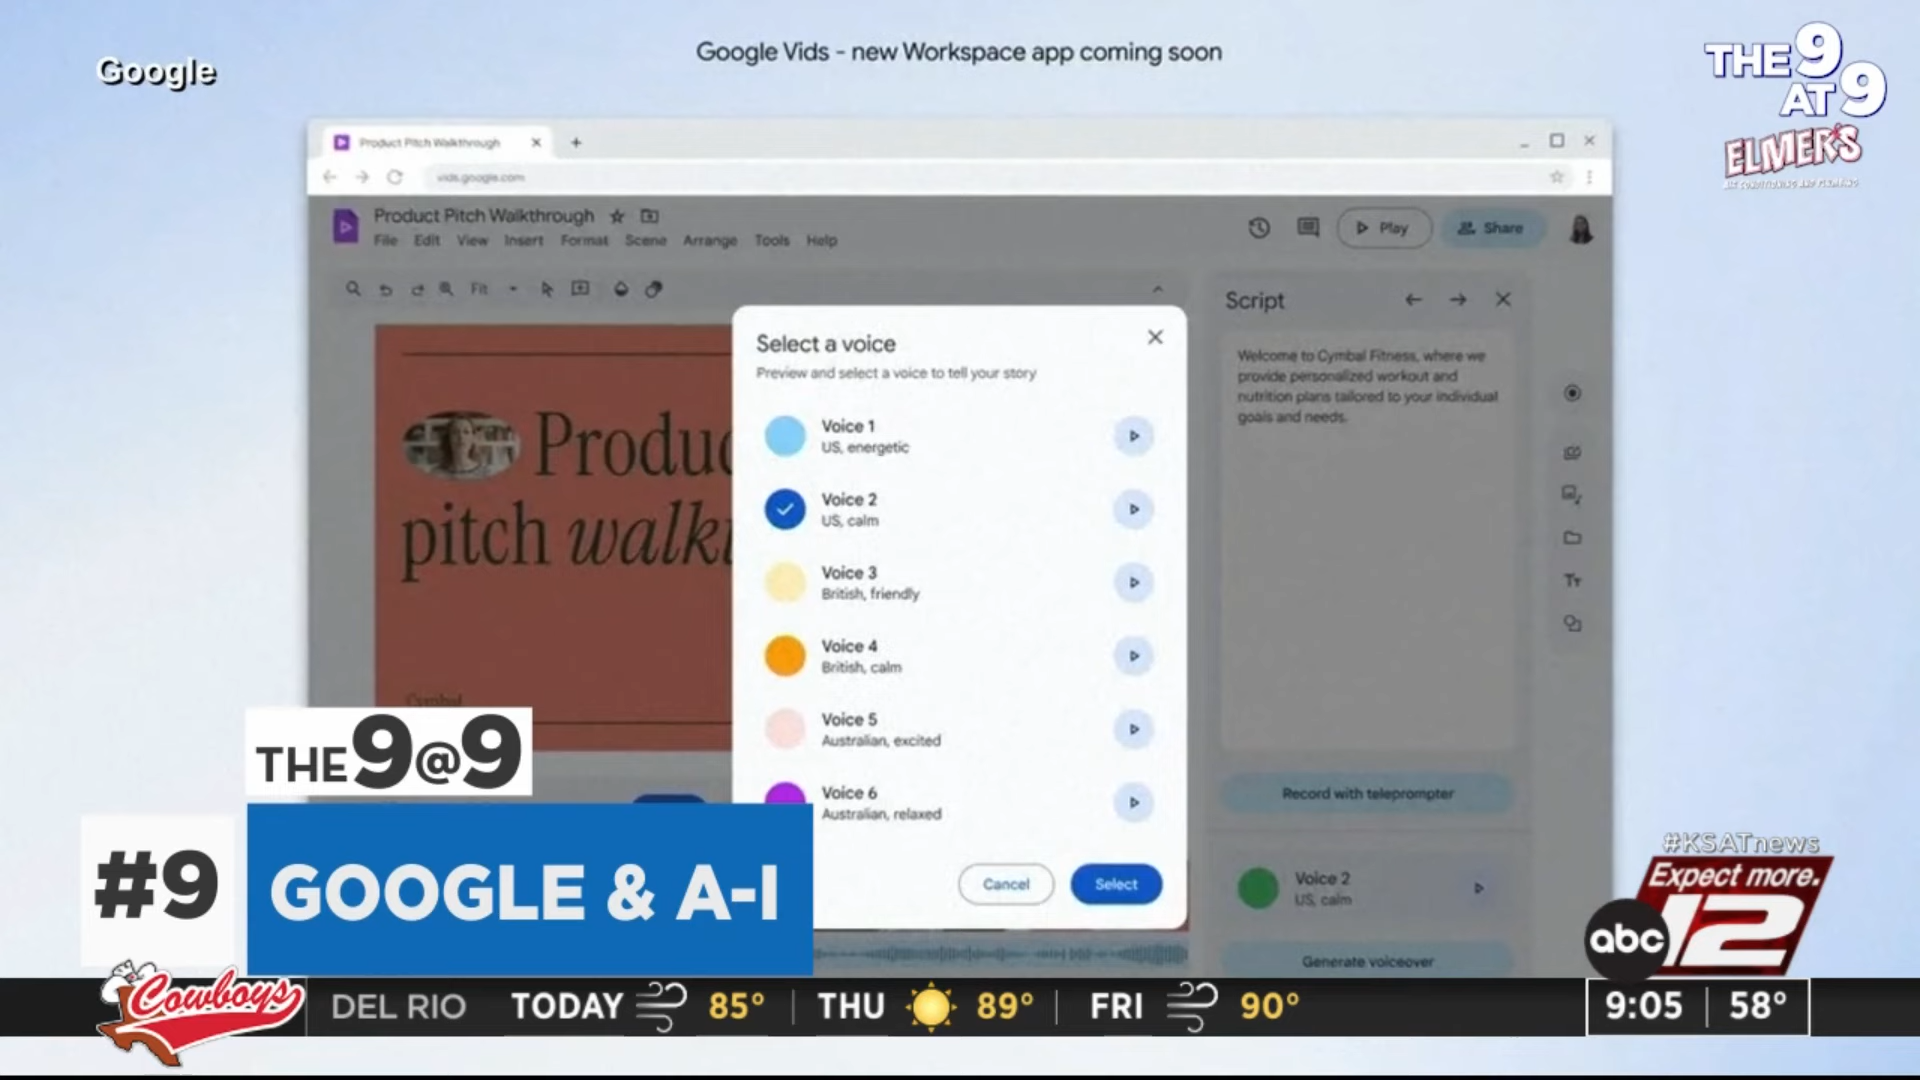 Google
Google Vids - new Workspace app coming soon
THE 9
AT 9
ELMER'S
AIR CONDITIONING AND PLUMBING
Product Pitch Walkthrough
vids.google.com
Product Pitch Walkthrough
File Edit View Insert Format Scene Arrange Tools Help
Play
Share
Fit
Produc
pitch walk
Cymbal
Select a voice
Preview and select a voice to tell your story
Voice 1
US, energetic
Voice 2
US, calm
Voice 3
British, friendly
Voice 4
British, calm
Voice 5
Australian, excited
Voice 6
Australian, relaxed
Cancel
Select
Script
Welcome to Cymbal Fitness, where we
provide personalized workout and
nutrition plans tailored to your individual
goals and needs.
Tr
Record with teleprompter
Voice 2
US, calm
Generate voiceover
THE 9@9
#9
GOOGLE & A-I
#KSATnews
Expect more.
abc 12
Cowboys
DEL RIO TODAY 85° THU 89° FRI 90°
9:05 58°